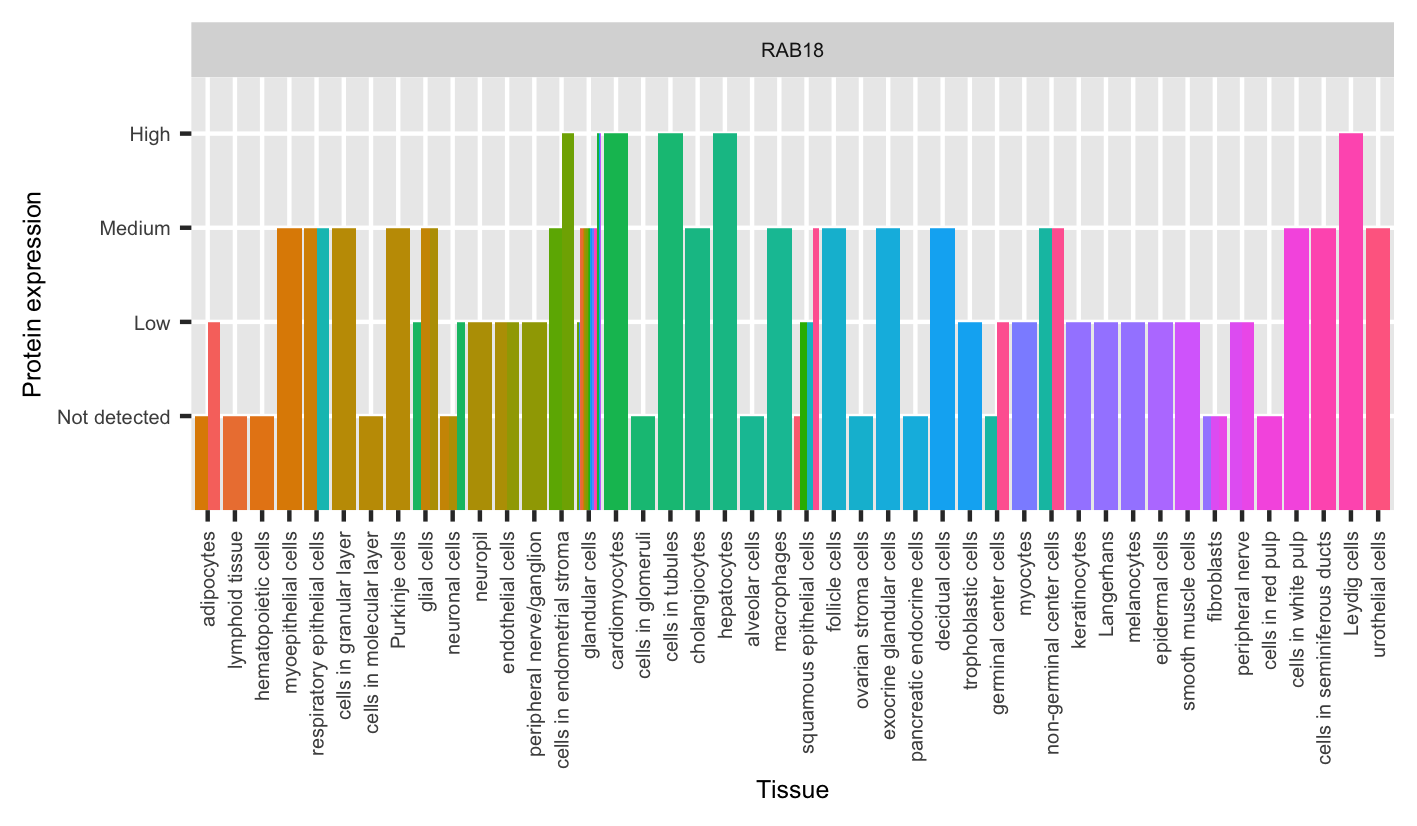 RAB18
Protein expression
High
Medium
Low
Not detected
adipocytes
lymphoid tissue
hematopoietic cells
myoepithelial cells
respiratory epithelial cells
cells in granular layer
cells in molecular layer
Purkinje cells
glial cells
neuronal cells
neuropil
endothelial cells
peripheral nerve/ganglion
cells in endometrial stroma
glandular cells
cardiomyocytes
cells in glomeruli
cells in tubules
cholangiocytes
hepatocytes
alveolar cells
macrophages
squamous epithelial cells
follicle cells
ovarian stroma cells
exocrine glandular cells
pancreatic endocrine cells
decidual cells
trophoblastic cells
germinal center cells
myocytes
non-germinal center cells
keratinocytes
Langerhans
melanocytes
epidermal cells
smooth muscle cells
fibroblasts
peripheral nerve
cells in red pulp
cells in white pulp
cells in seminiferous ducts
Leydig cells
urothelial cells
Tissue